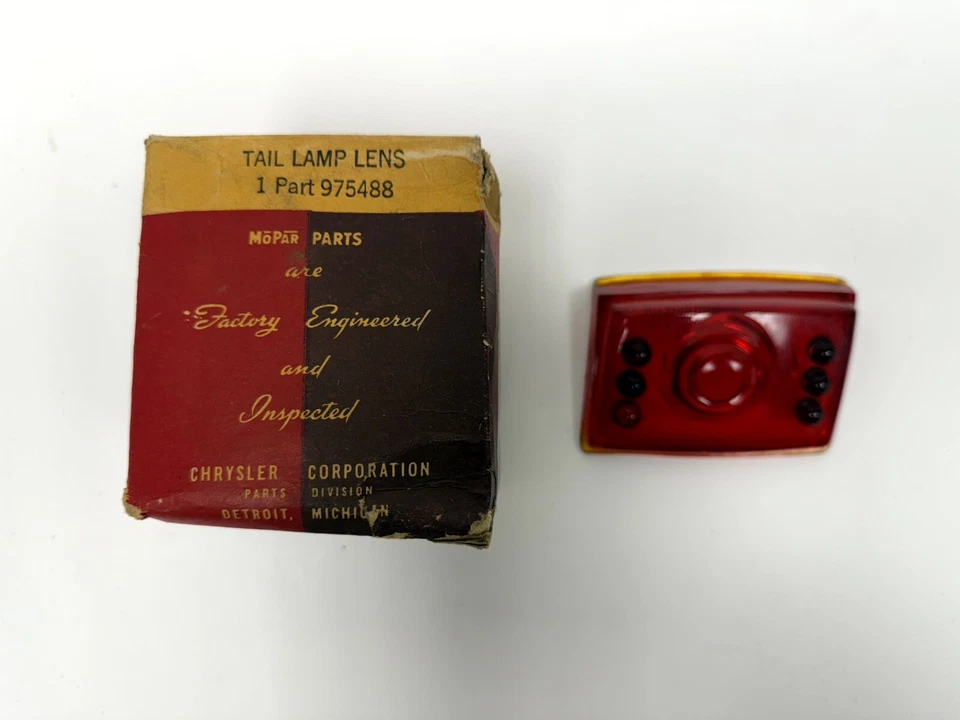 TAIL LAMP LENS
1 Part 975488
MOPAR PARTS
are
Factory Engineered
and
Inspected
CHRYSLER CORPORATION
PARTS DIVISION
DETROIT, MICHIGAN